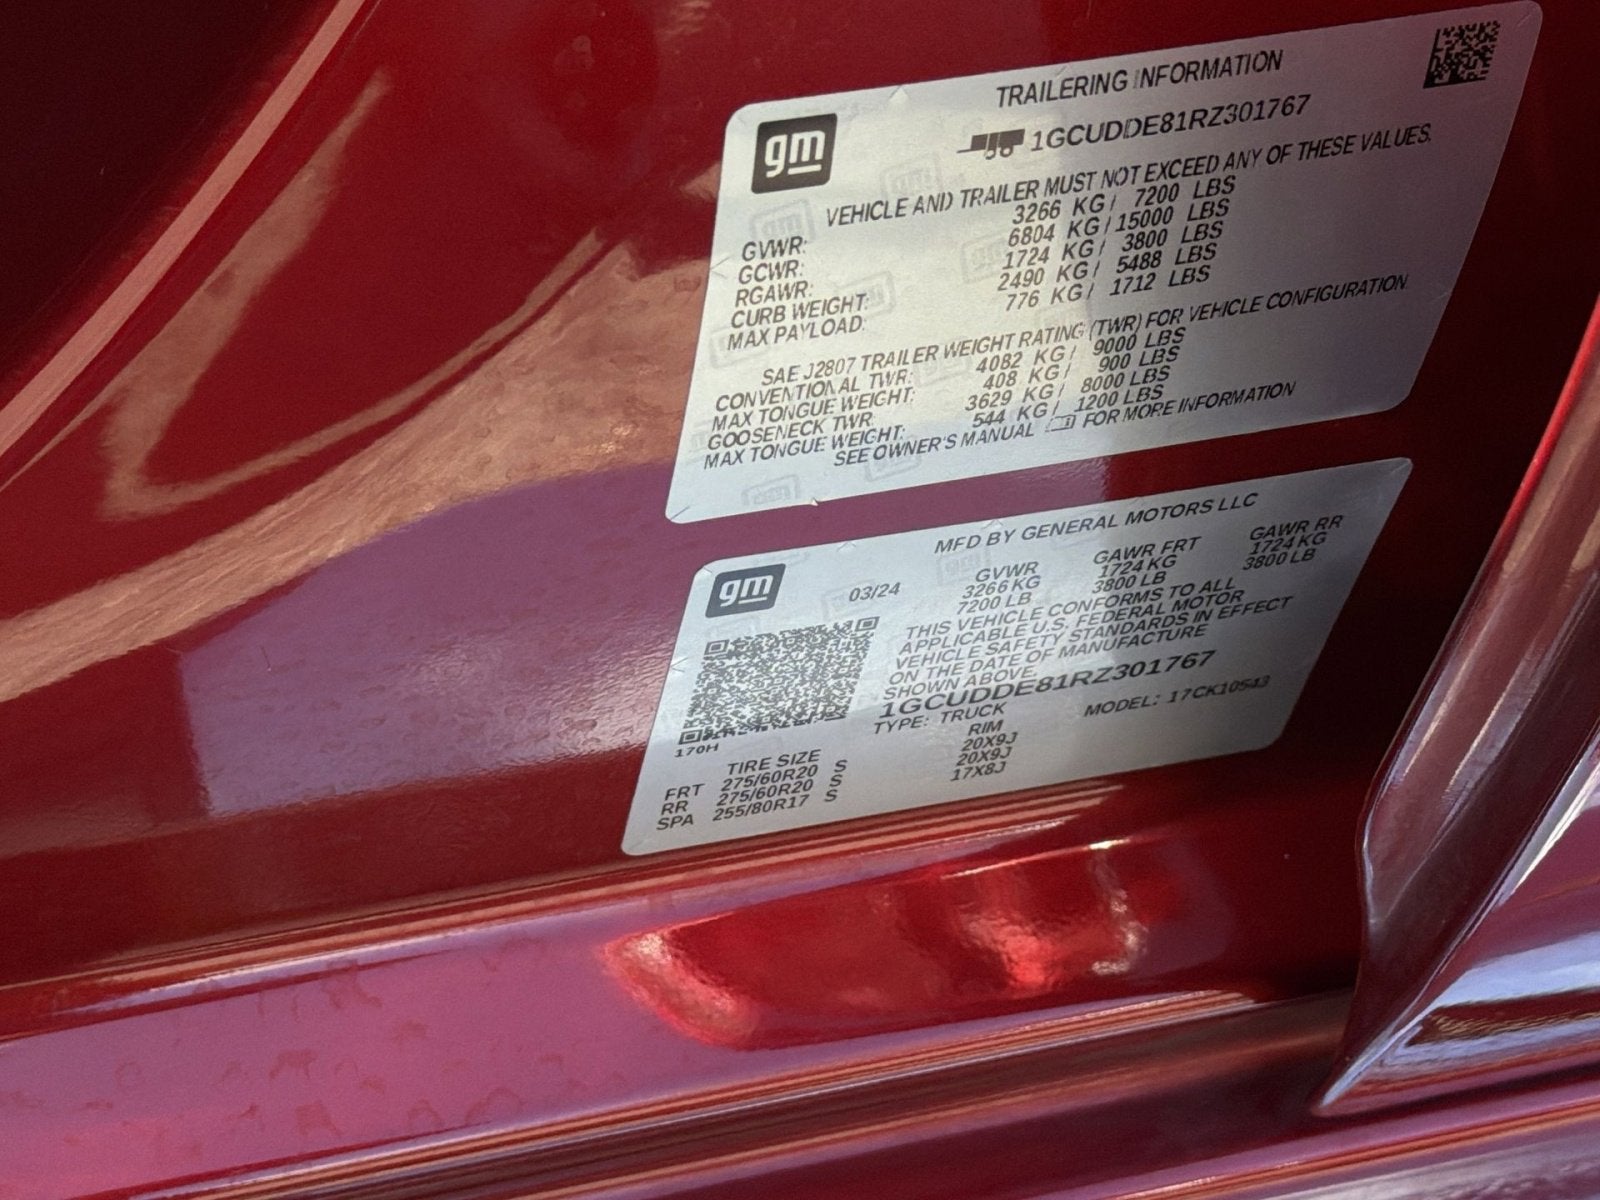 gm
TRAILERING INFORMATION
1GCUDDE81RZ301767
VEHICLE AND TRAILER MUST NOT EXCEED ANY OF THESE VALUES.
GVWR: 3266 KG / 7200 LBS
GCWR: 6804 KG / 15000 LBS
RGAWR: 1724 KG / 3800 LBS
CURB WEIGHT: 2490 KG / 5488 LBS
MAX PAYLOAD: 776 KG / 1712 LBS
SAE J2807 TRAILER WEIGHT RATING (TWR) FOR VEHICLE CONFIGURATION
CONVENTIONAL TWR: 4082 KG / 9000 LBS
MAX TONGUE WEIGHT: 408 KG / 900 LBS
GOOSENECK TWR: 3629 KG / 8000 LBS
MAX TONGUE WEIGHT: 544 KG / 1200 LBS
SEE OWNER'S MANUAL FOR MORE INFORMATION
gm
MFD BY GENERAL MOTORS LLC
03/24 GVWR GAWR FRT GAWR RR
3266 KG 1724 KG 1724 KG
7200 LB 3800 LB 3800 LB
THIS VEHICLE CONFORMS TO ALL
APPLICABLE U.S. FEDERAL MOTOR
VEHICLE SAFETY STANDARDS IN EFFECT
ON THE DATE OF MANUFACTURE
SHOWN ABOVE.
1GCUDDE81RZ301767
TYPE: TRUCK MODEL: 17CK10543
170H
TIRE SIZE RIM
FRT 275/60R20 S 20X9J
RR 275/60R20 S 20X9J
SPA 255/80R17 S 17X8J